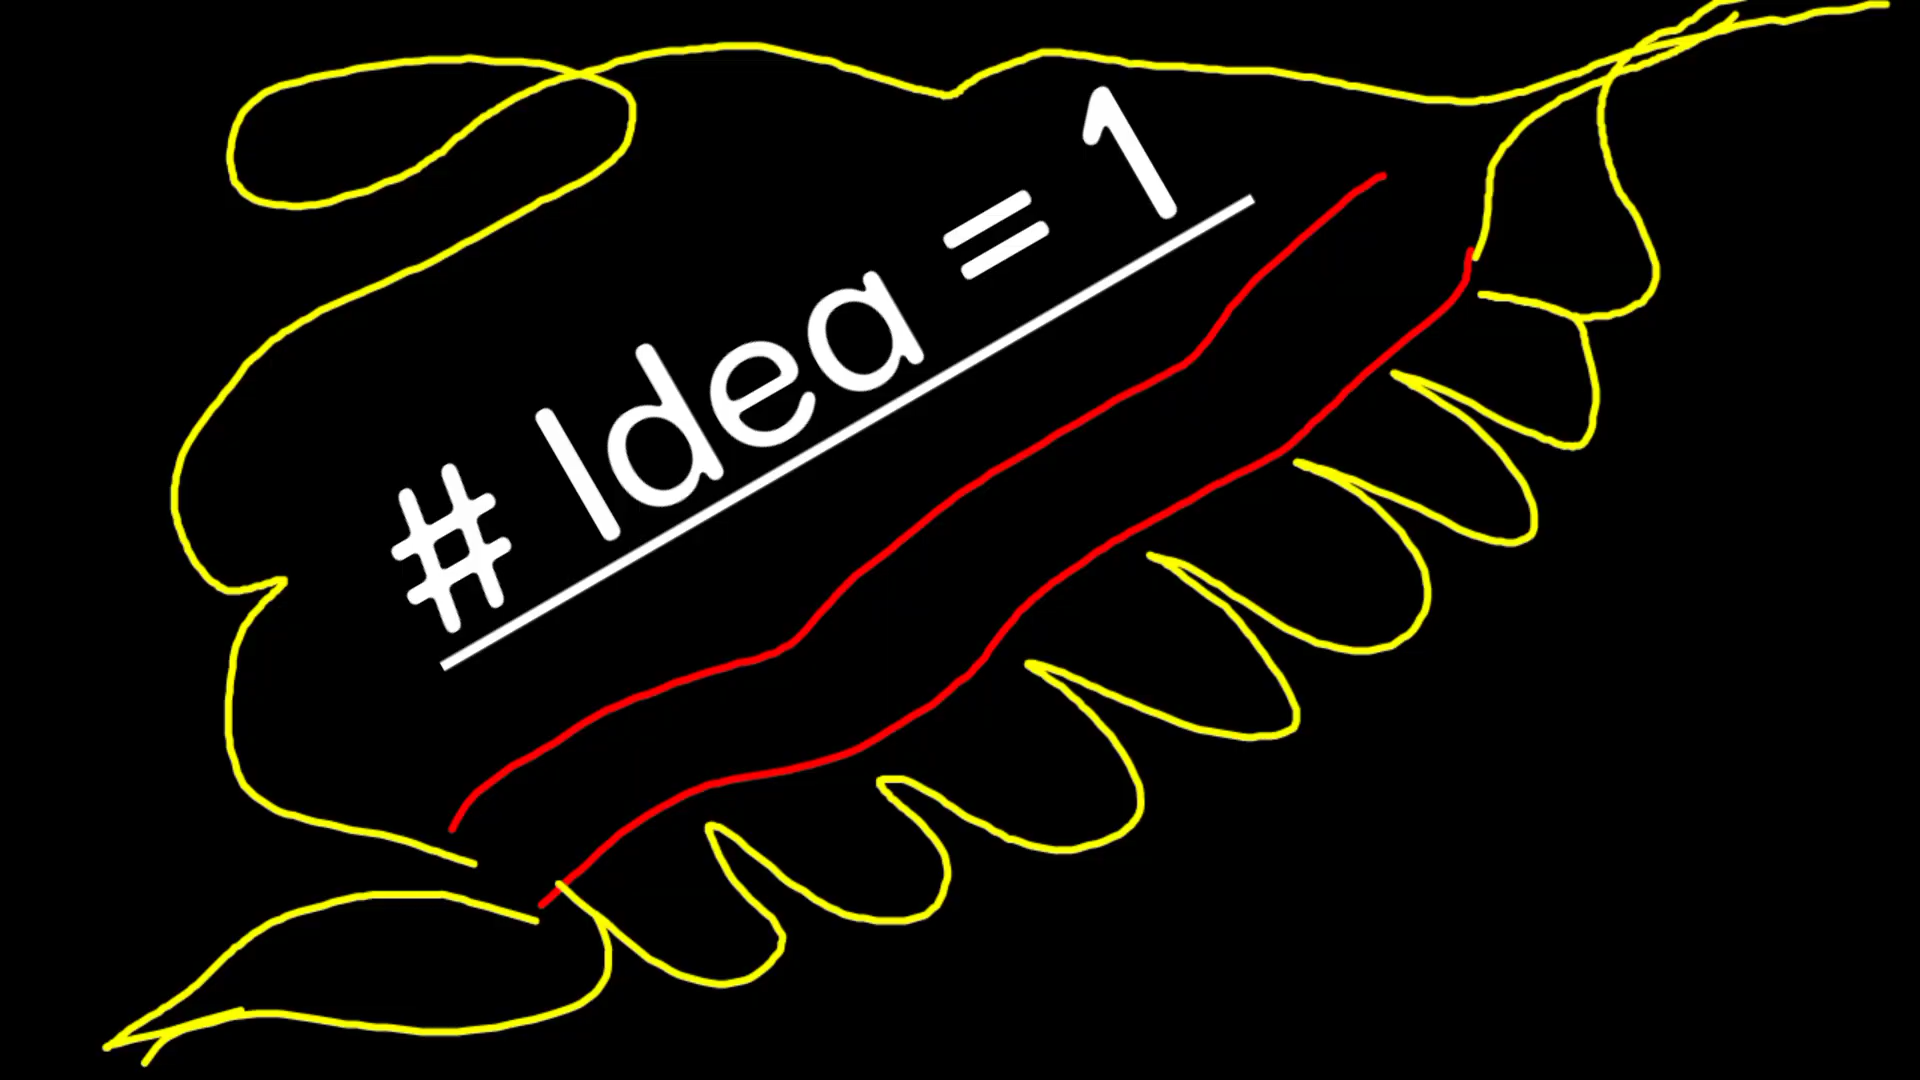 # Idea = 1